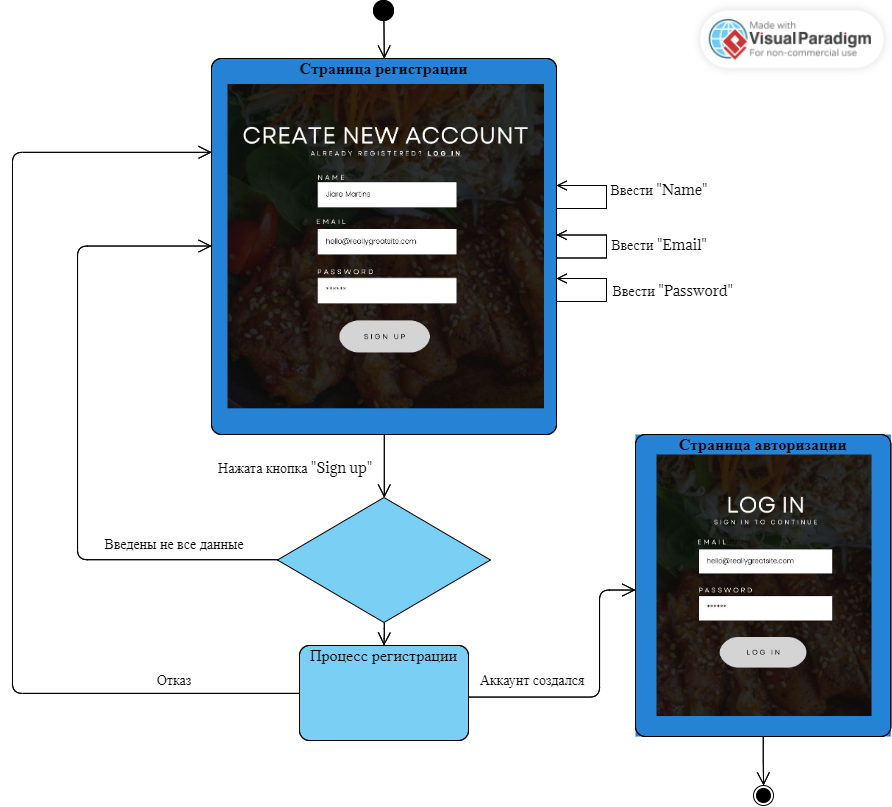 Made with
VisualParadigm
For non-commercial use
Страница регистрации
CREATE NEW ACCOUNT
ALREADY REGISTERED? LOG IN
NAME
Jiara Martins
EMAIL
hello@reallygreatsite.com
PASSWORD
******
SIGN UP
Ввести "Name"
Ввести "Email"
Ввести "Password"
Нажата кнопка "Sign up"
Введены не все данные
Процесс регистрации
Отказ
Аккаунт создался
Страница авторизации
LOG IN
SIGN IN TO CONTINUE
EMAIL
hello@reallygreatsite.com
PASSWORD
******
LOG IN